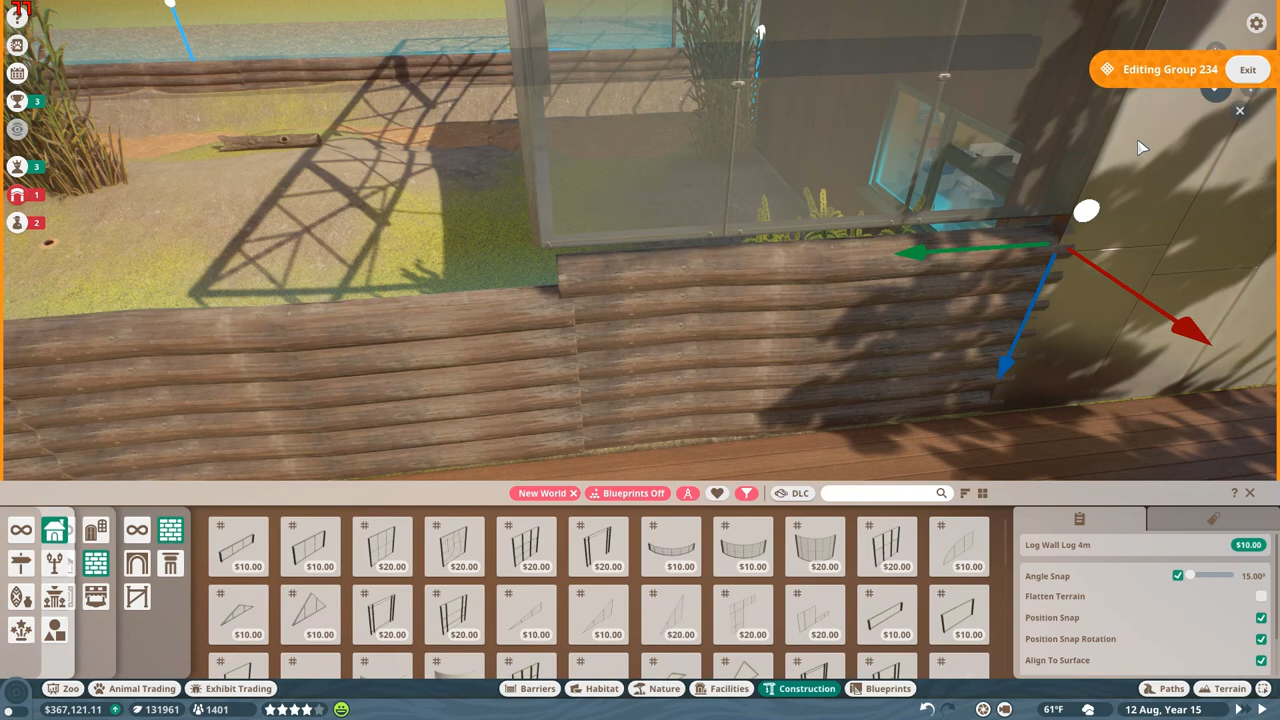 77
?
3
3
1
2
Editing Group 234
Exit
New World ×
Blueprints Off
DLC
? ×
# $10.00 # $10.00 # $20.00 # $20.00 # $20.00 # $20.00 # $10.00 # $10.00 # $20.00 # $20.00 # $10.00
# $10.00 # $10.00 # $20.00 # $20.00 # $10.00 # $10.00 # $20.00 # $20.00 # $20.00 # $10.00 # $10.00
# # # # # # # # # # #
Log Wall Log 4m $10.00
Angle Snap 15.00°
Flatten Terrain
Position Snap
Position Snap Rotation
Align To Surface
Zoo Animal Trading Exhibit Trading Barriers Habitat Nature Facilities Construction Blueprints Paths Terrain
$367,121.11 131961 1401 61°F 12 Aug, Year 15